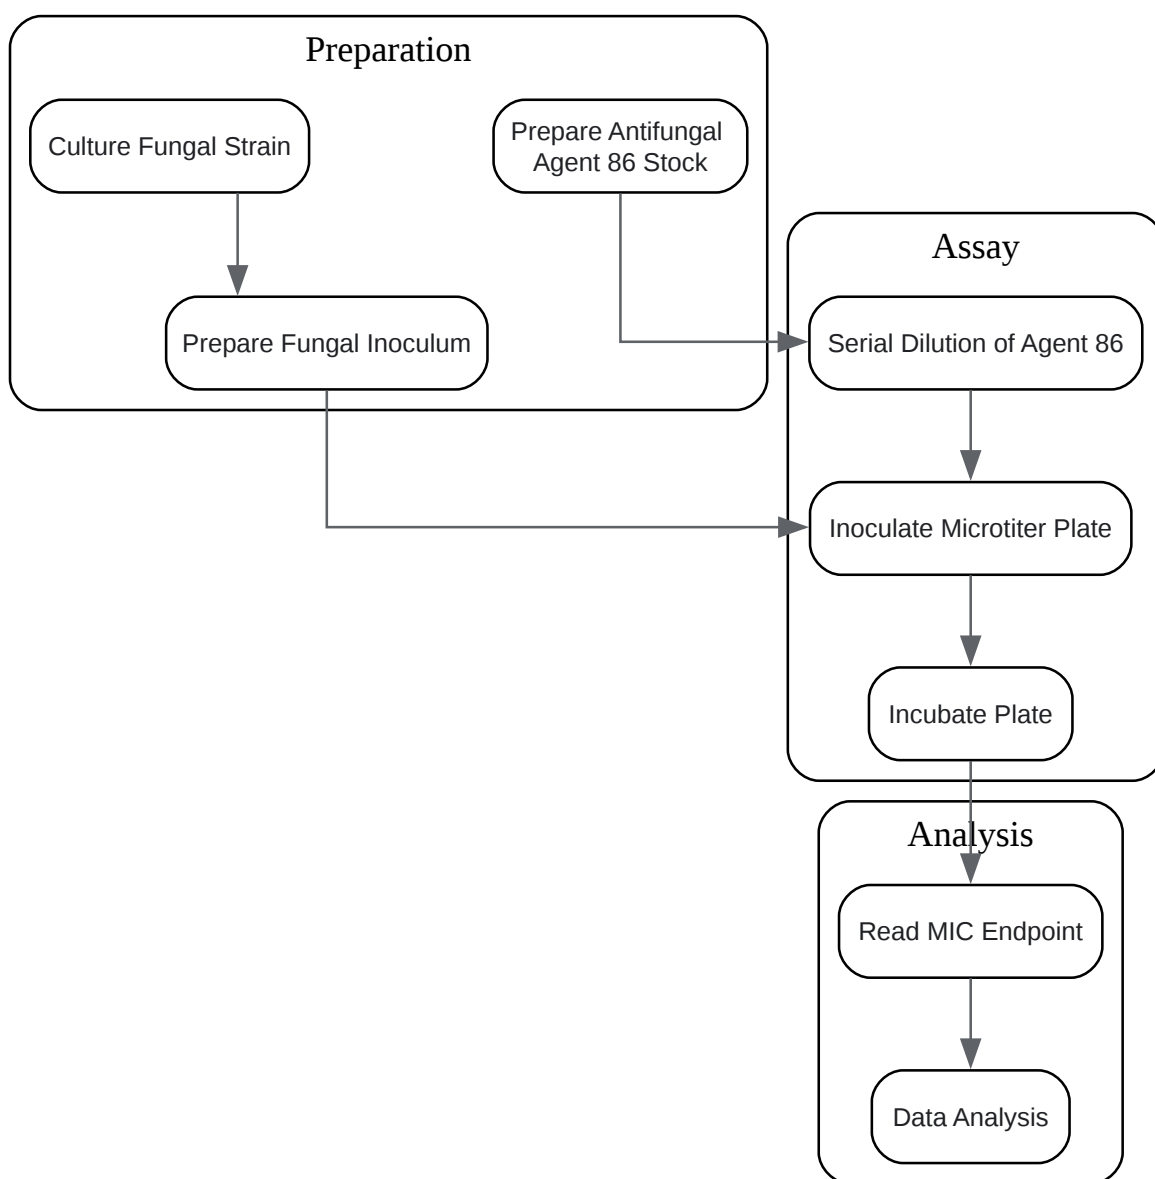 Preparation
Culture Fungal Strain
Prepare Antifungal
Agent 86 Stock
Prepare Fungal Inoculum
Assay
Serial Dilution of Agent 86
Inoculate Microtiter Plate
Incubate Plate
Analysis
Read MIC Endpoint
Data Analysis